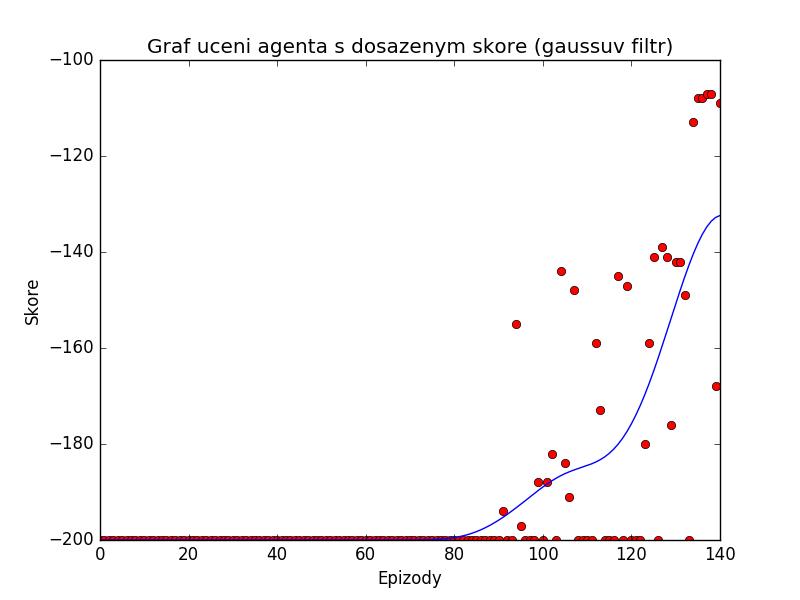 Graf uceni agenta s dosazenym skore (gaussuv filtr)
−100
−120
−140
−160
−180
−200
Skore
0 20 40 60 80 100 120 140
Epizody